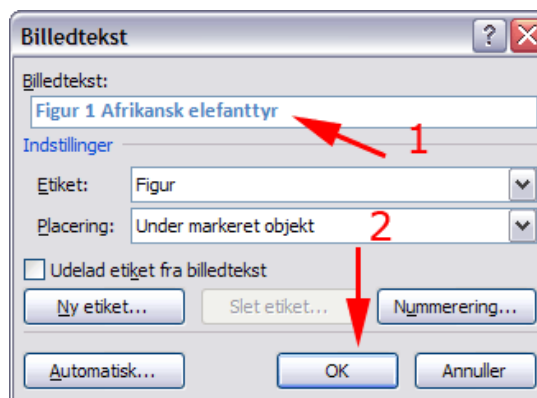 Billedtekst
Billedtekst:
Figur 1 Afrikansk elefanttyr
1
Indstillinger
Etiket: Figur
Placering: Under markeret objekt
2
Udelad etiket fra billedtekst
Ny etiket... Slet etiket... Nummerering...
Automatisk... OK Annuller